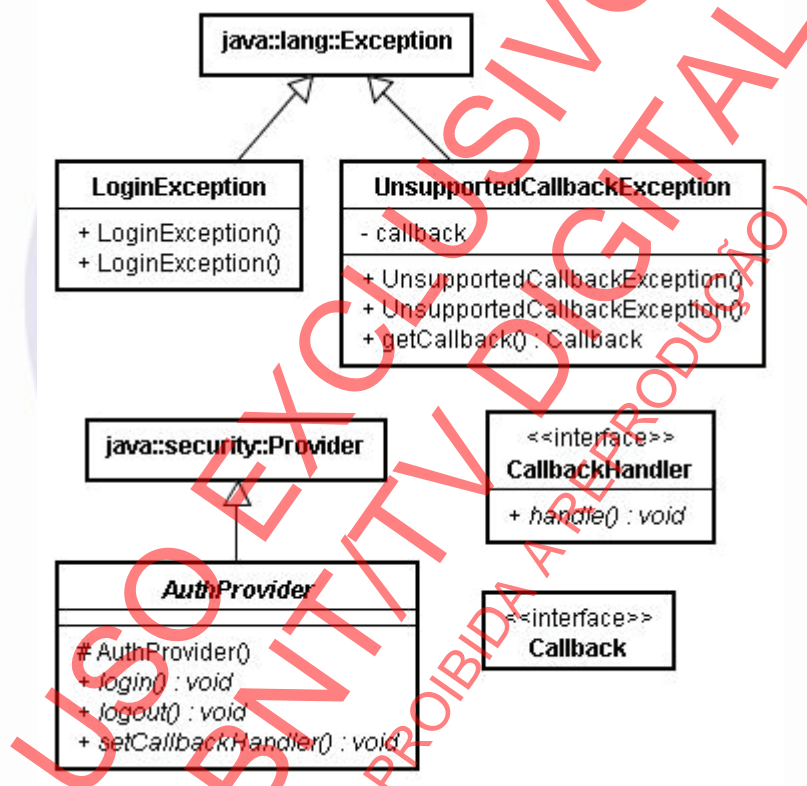 java::lang::Exception
LoginException
+ LoginException()
+ LoginException()
UnsupportedCallbackException
- callback
+ UnsupportedCallbackException()
+ UnsupportedCallbackException()
+ getCallback() : Callback
java::security::Provider
<<interface>>
CallbackHandler
+ handle() : void
AuthProvider
# AuthProvider()
+ login() : void
+ logout() : void
+ setCallbackHandler() : void
<<interface>>
Callback
USO EXCLUSIVO
BNT/TV DIGITAL
PROIBIDA A REPRODUÇÃO )